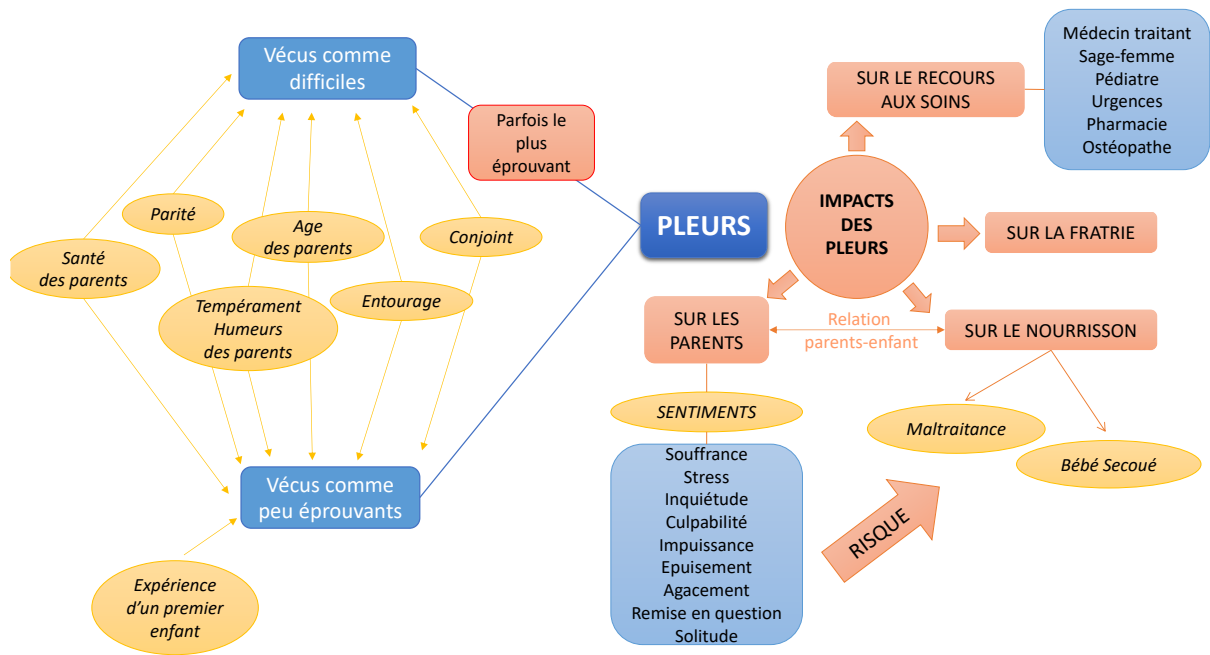 Vécus comme
difficiles
Parfois le
plus
éprouvant
Parité
Age
des parents
Conjoint
Santé
des parents
Tempérament
Humeurs
des parents
Entourage
Vécus comme
peu éprouvants
Expérience
d'un premier
enfant
PLEURS
IMPACTS
DES
PLEURS
SUR LE RECOURS
AUX SOINS
Médecin traitant
Sage-femme
Pédiatre
Urgences
Pharmacie
Ostéopathe
SUR LA FRATRIE
SUR LES
PARENTS
Relation
parents-enfant
SUR LE NOURRISSON
SENTIMENTS
Souffrance
Stress
Inquiétude
Culpabilité
Impuissance
Epuisement
Agacement
Remise en question
Solitude
RISQUE
Maltraitance
Bébé Secoué